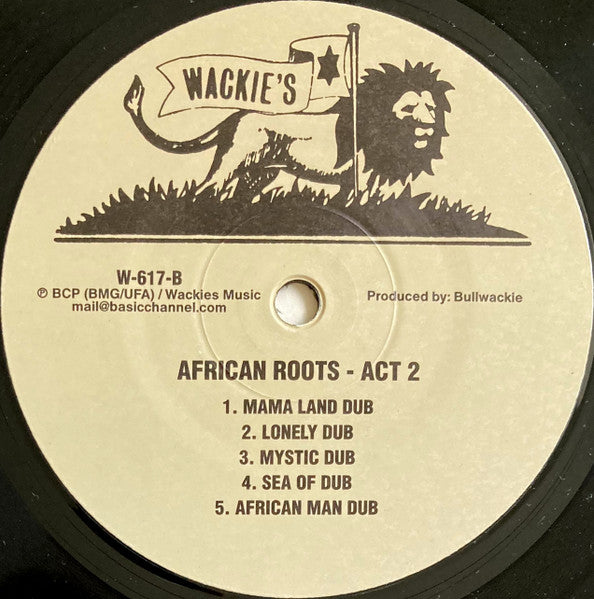 WACKIE'S
W-617-B
℗ BCP (BMG/UFA) / Wackies Music
mail@basicchannel.com
Produced by: Bullwackie
AFRICAN ROOTS - ACT 2
1. MAMA LAND DUB
2. LONELY DUB
3. MYSTIC DUB
4. SEA OF DUB
5. AFRICAN MAN DUB